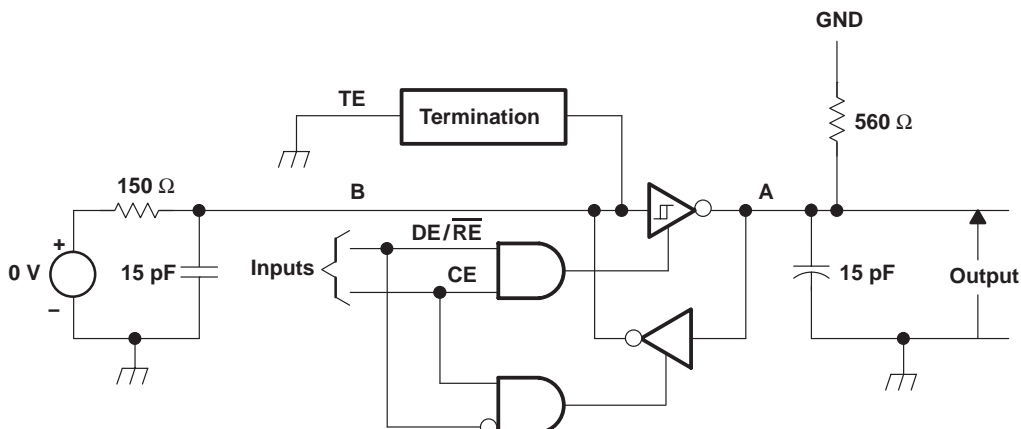 GND
TE
Termination
560 Ω
150 Ω
B
A
DE/RE
+
0 V
15 pF
Inputs
CE
15 pF
Output
−